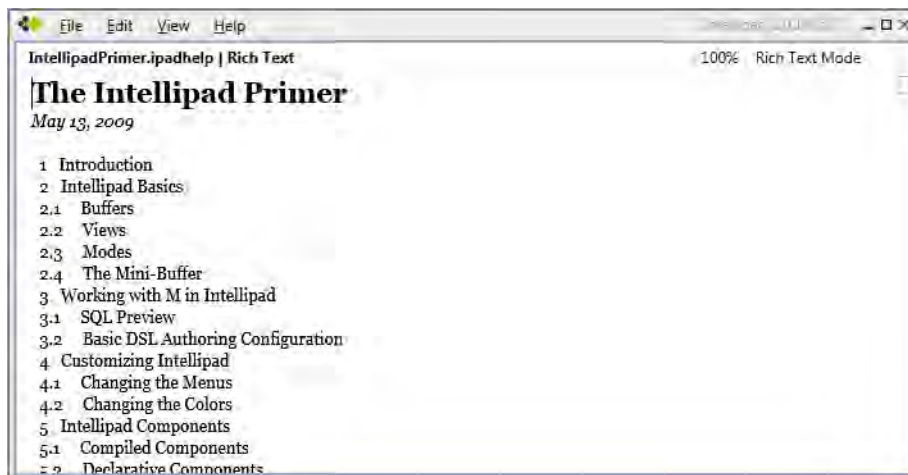 File Edit View Help
IntellipadPrimer.ipadhelp | Rich Text 100% Rich Text Mode
The Intellipad Primer
May 13, 2009
1 Introduction
2 Intellipad Basics
2.1 Buffers
2.2 Views
2.3 Modes
2.4 The Mini-Buffer
3 Working with M in Intellipad
3.1 SQL Preview
3.2 Basic DSL Authoring Configuration
4 Customizing Intellipad
4.1 Changing the Menus
4.2 Changing the Colors
5 Intellipad Components
5.1 Compiled Components
5.2 Declarative Components